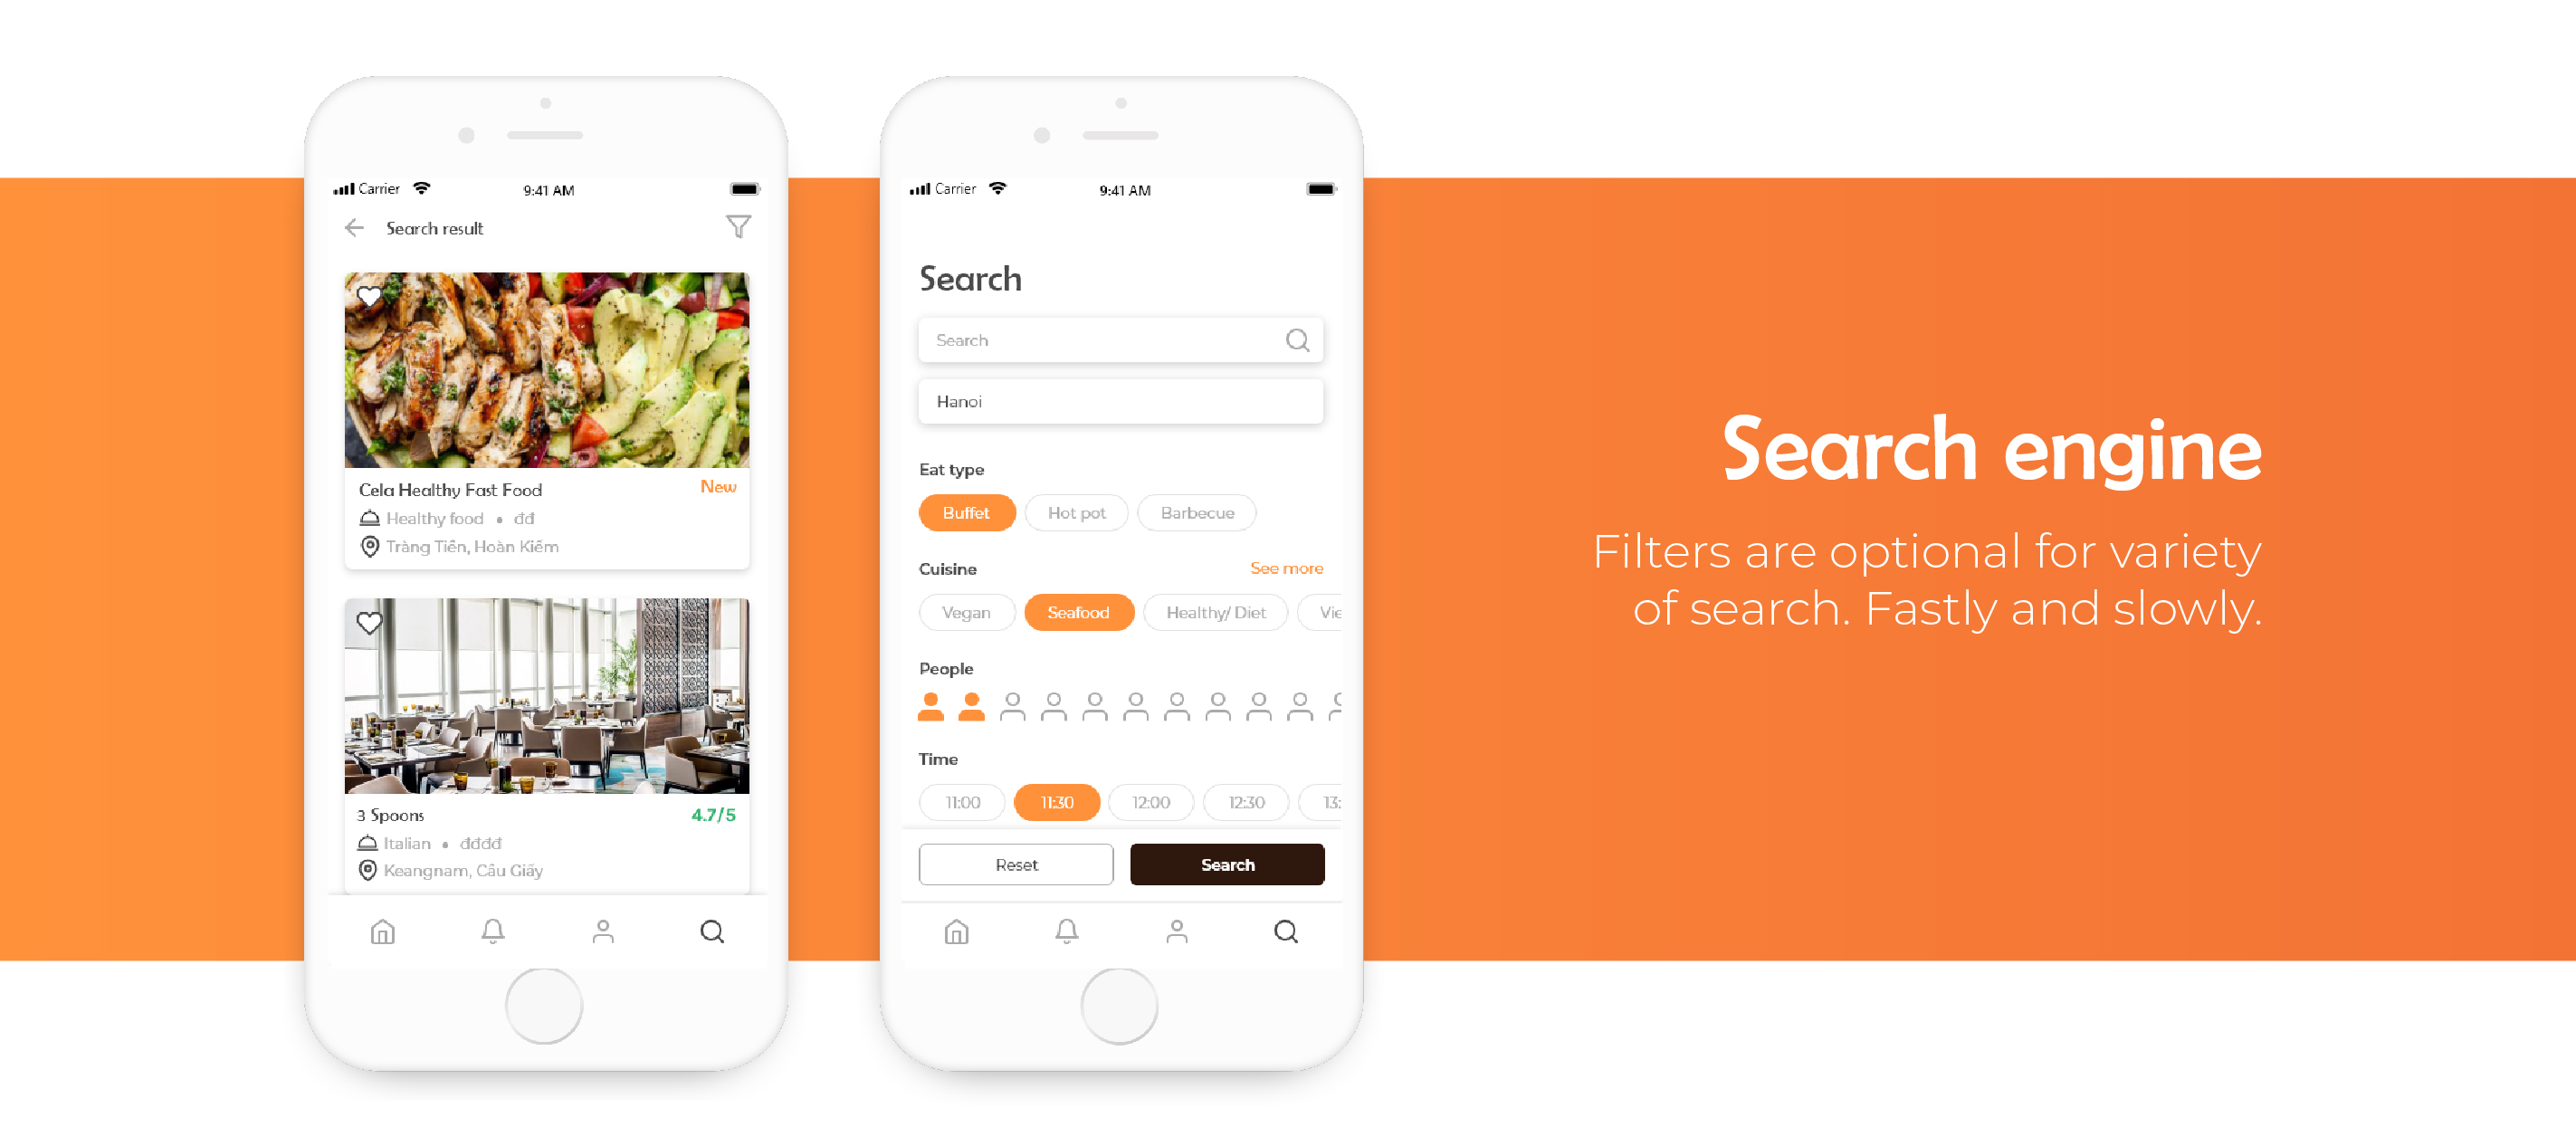 Carrier
9:41 AM
Search result
Cela Healthy Fast Food
New
Healthy food • đđ
Tràng Tiền, Hoàn Kiếm
3 Spoons
4.7/5
Italian • đđđđ
Keangnam, Cầu Giấy
Carrier
9:41 AM
Search
Search
Hanoi
Eat type
Buffet
Hot pot
Barbecue
Cuisine
See more
Vegan
Seafood
Healthy/ Diet
Vie
People
Time
11:00
11:30
12:00
12:30
13:
Reset
Search
Search engine
Filters are optional for variety
of search. Fastly and slowly.